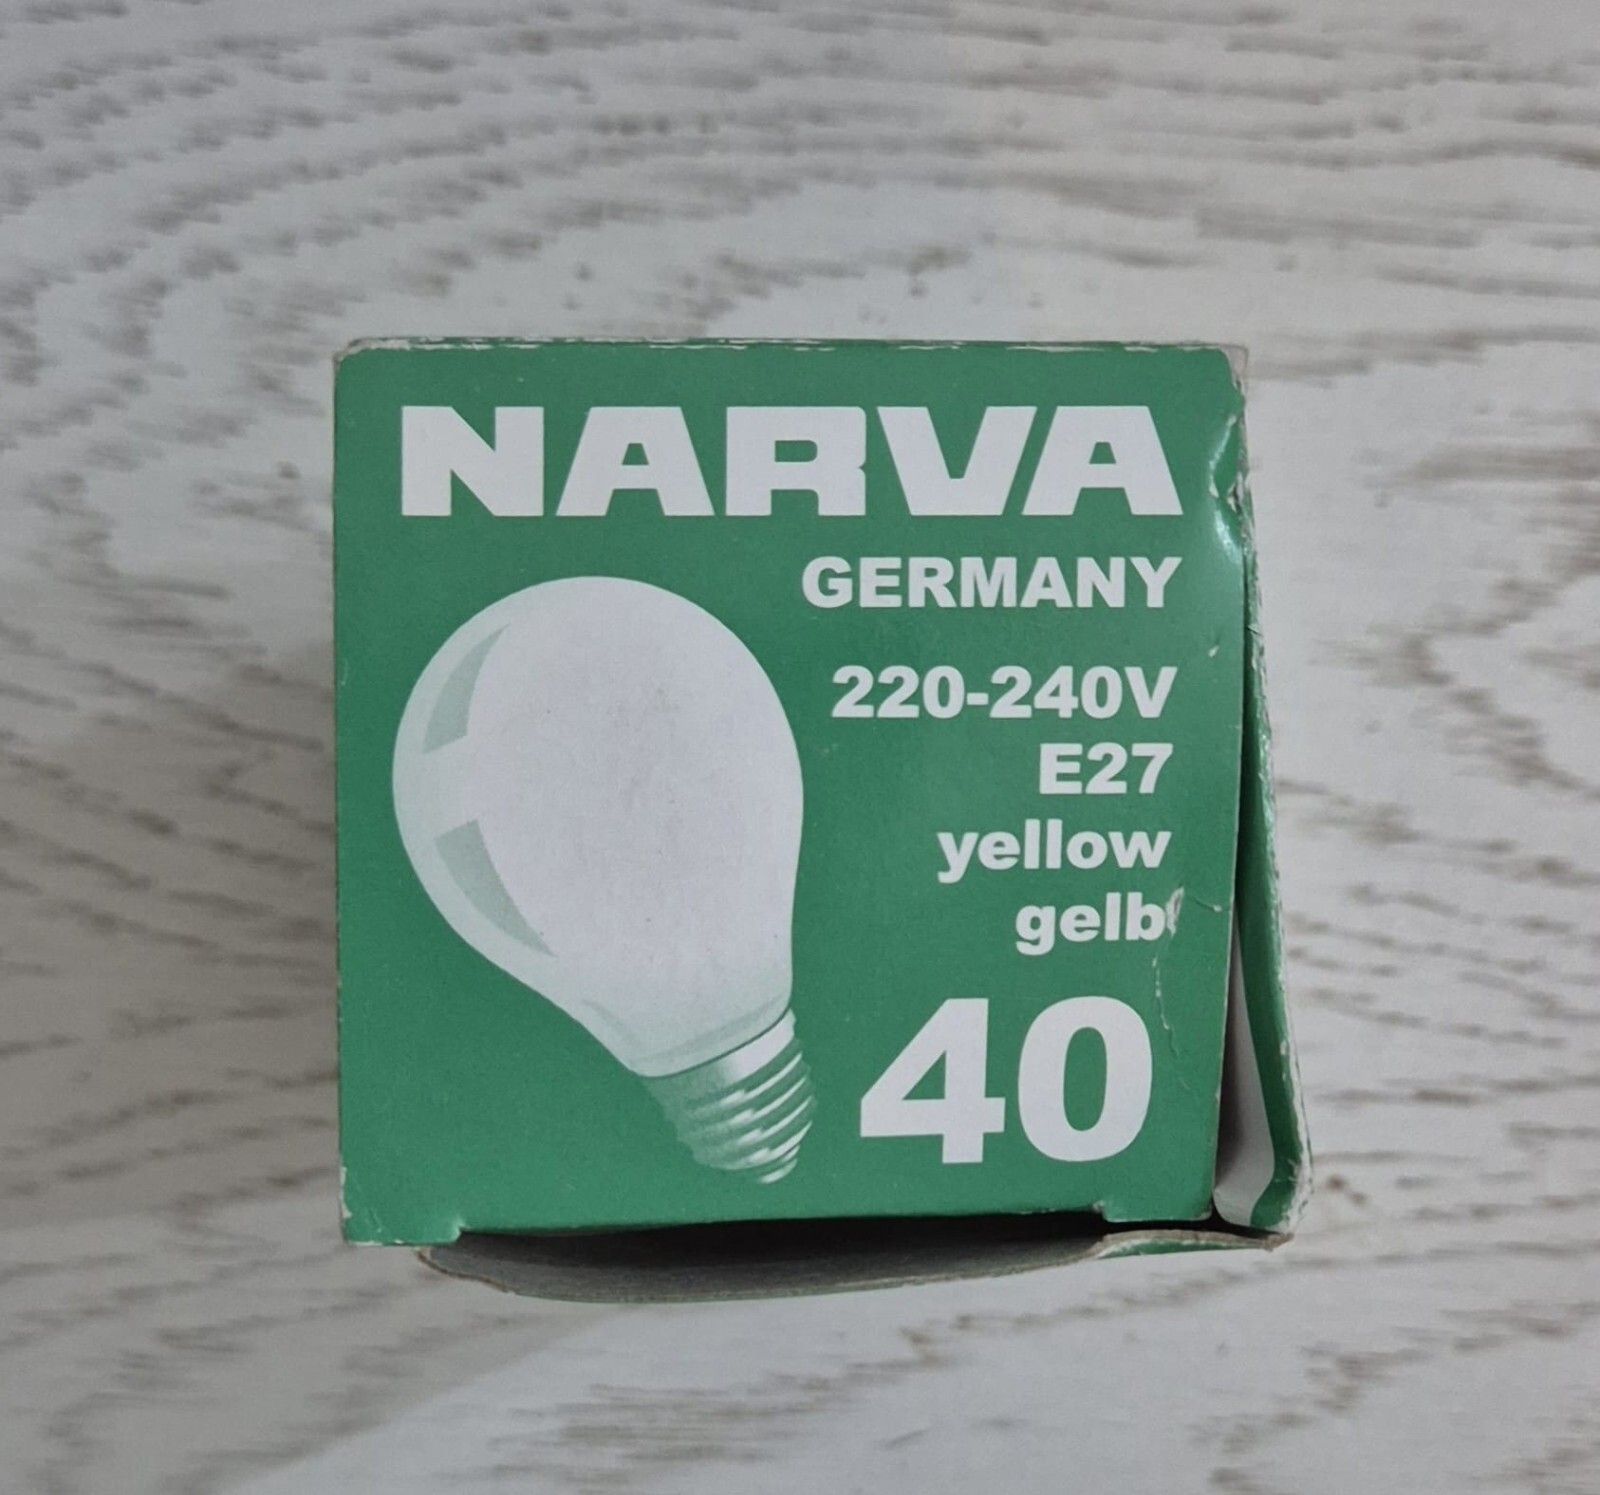 NARVA
GERMANY
220-240V
E27
yellow
gelb
40